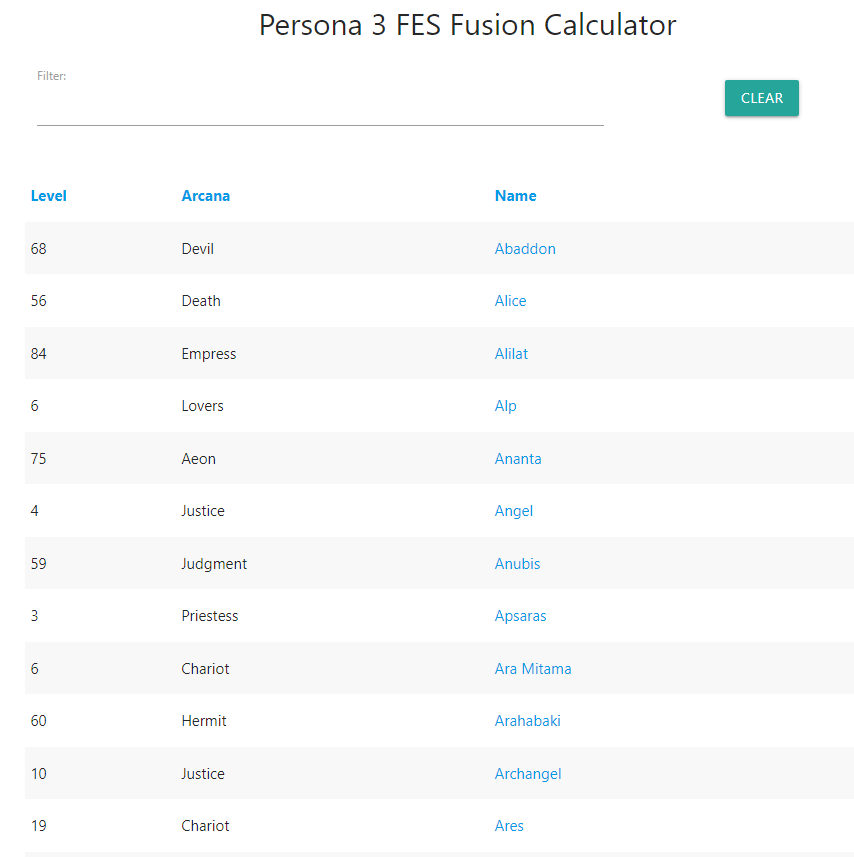 Persona 3 FES Fusion Calculator
Filter:
CLEAR
Level Arcana Name
68 Devil Abaddon
56 Death Alice
84 Empress Alilat
6 Lovers Alp
75 Aeon Ananta
4 Justice Angel
59 Judgment Anubis
3 Priestess Apsaras
6 Chariot Ara Mitama
60 Hermit Arahabaki
10 Justice Archangel
19 Chariot Ares